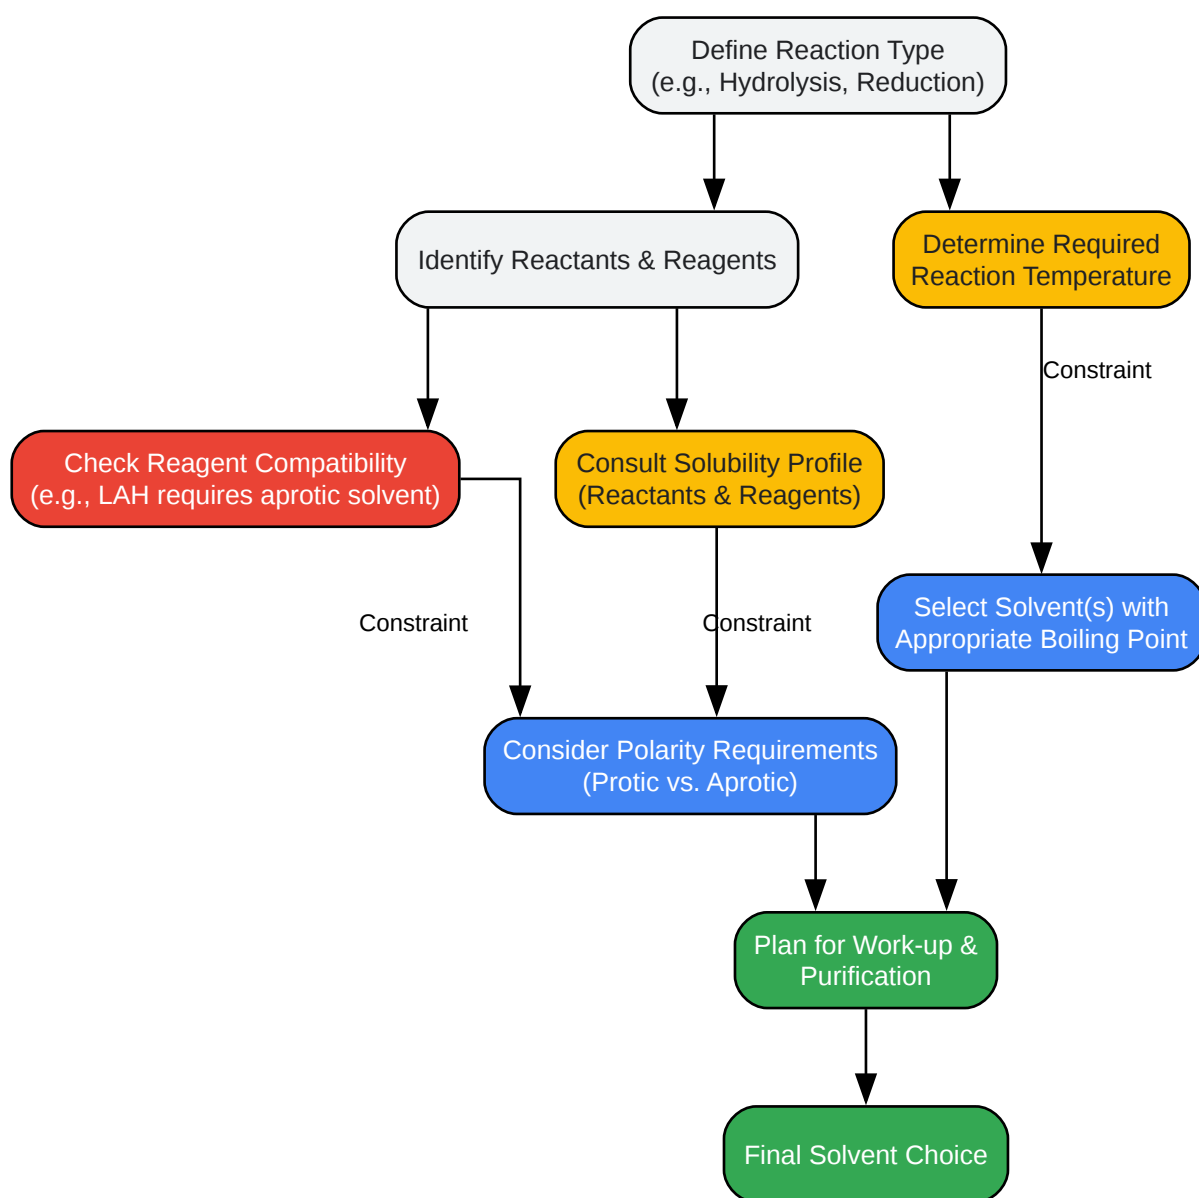 Define Reaction Type
(e.g., Hydrolysis, Reduction)
Identify Reactants & Reagents
Determine Required
Reaction Temperature
Constraint
Check Reagent Compatibility
(e.g., LAH requires aprotic solvent)
Consult Solubility Profile
(Reactants & Reagents)
Constraint
Constraint
Select Solvent(s) with
Appropriate Boiling Point
Consider Polarity Requirements
(Protic vs. Aprotic)
Plan for Work-up &
Purification
Final Solvent Choice